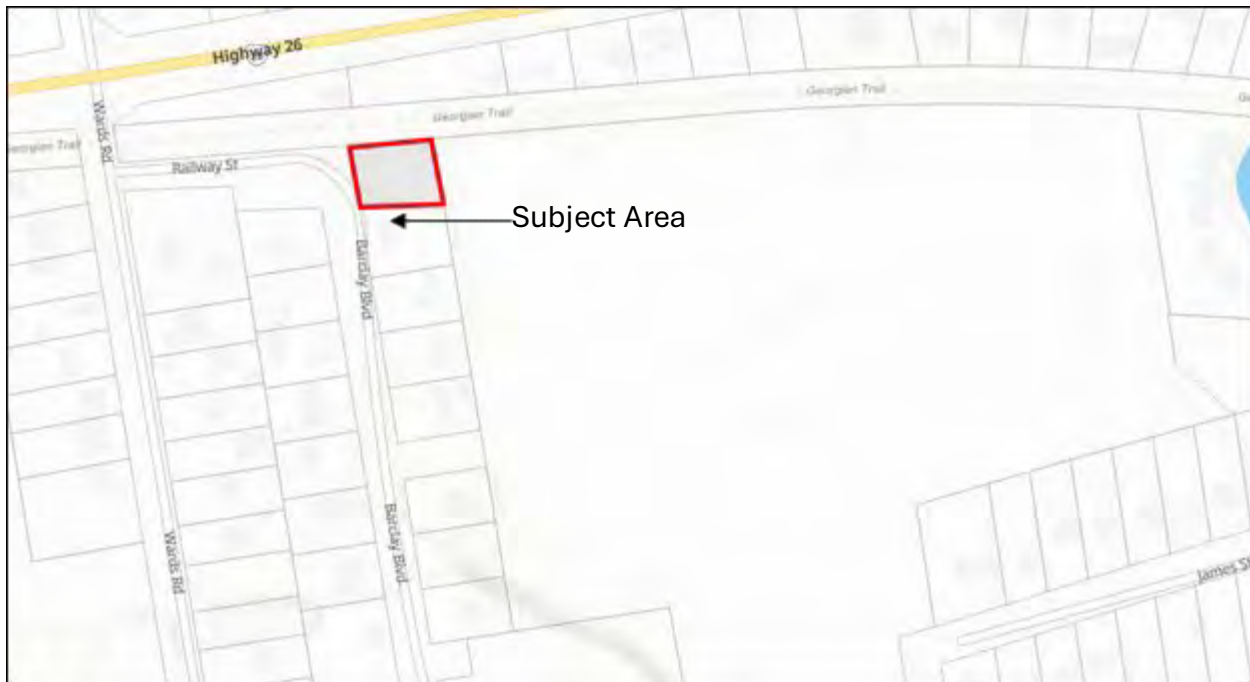 Highway 26
Georgian Trail
Georgian Trail
Wards Rd
Georgian Trail
Railway St
Subject Area
Barclay Blvd
Barclay Blvd
Wards Rd
James St